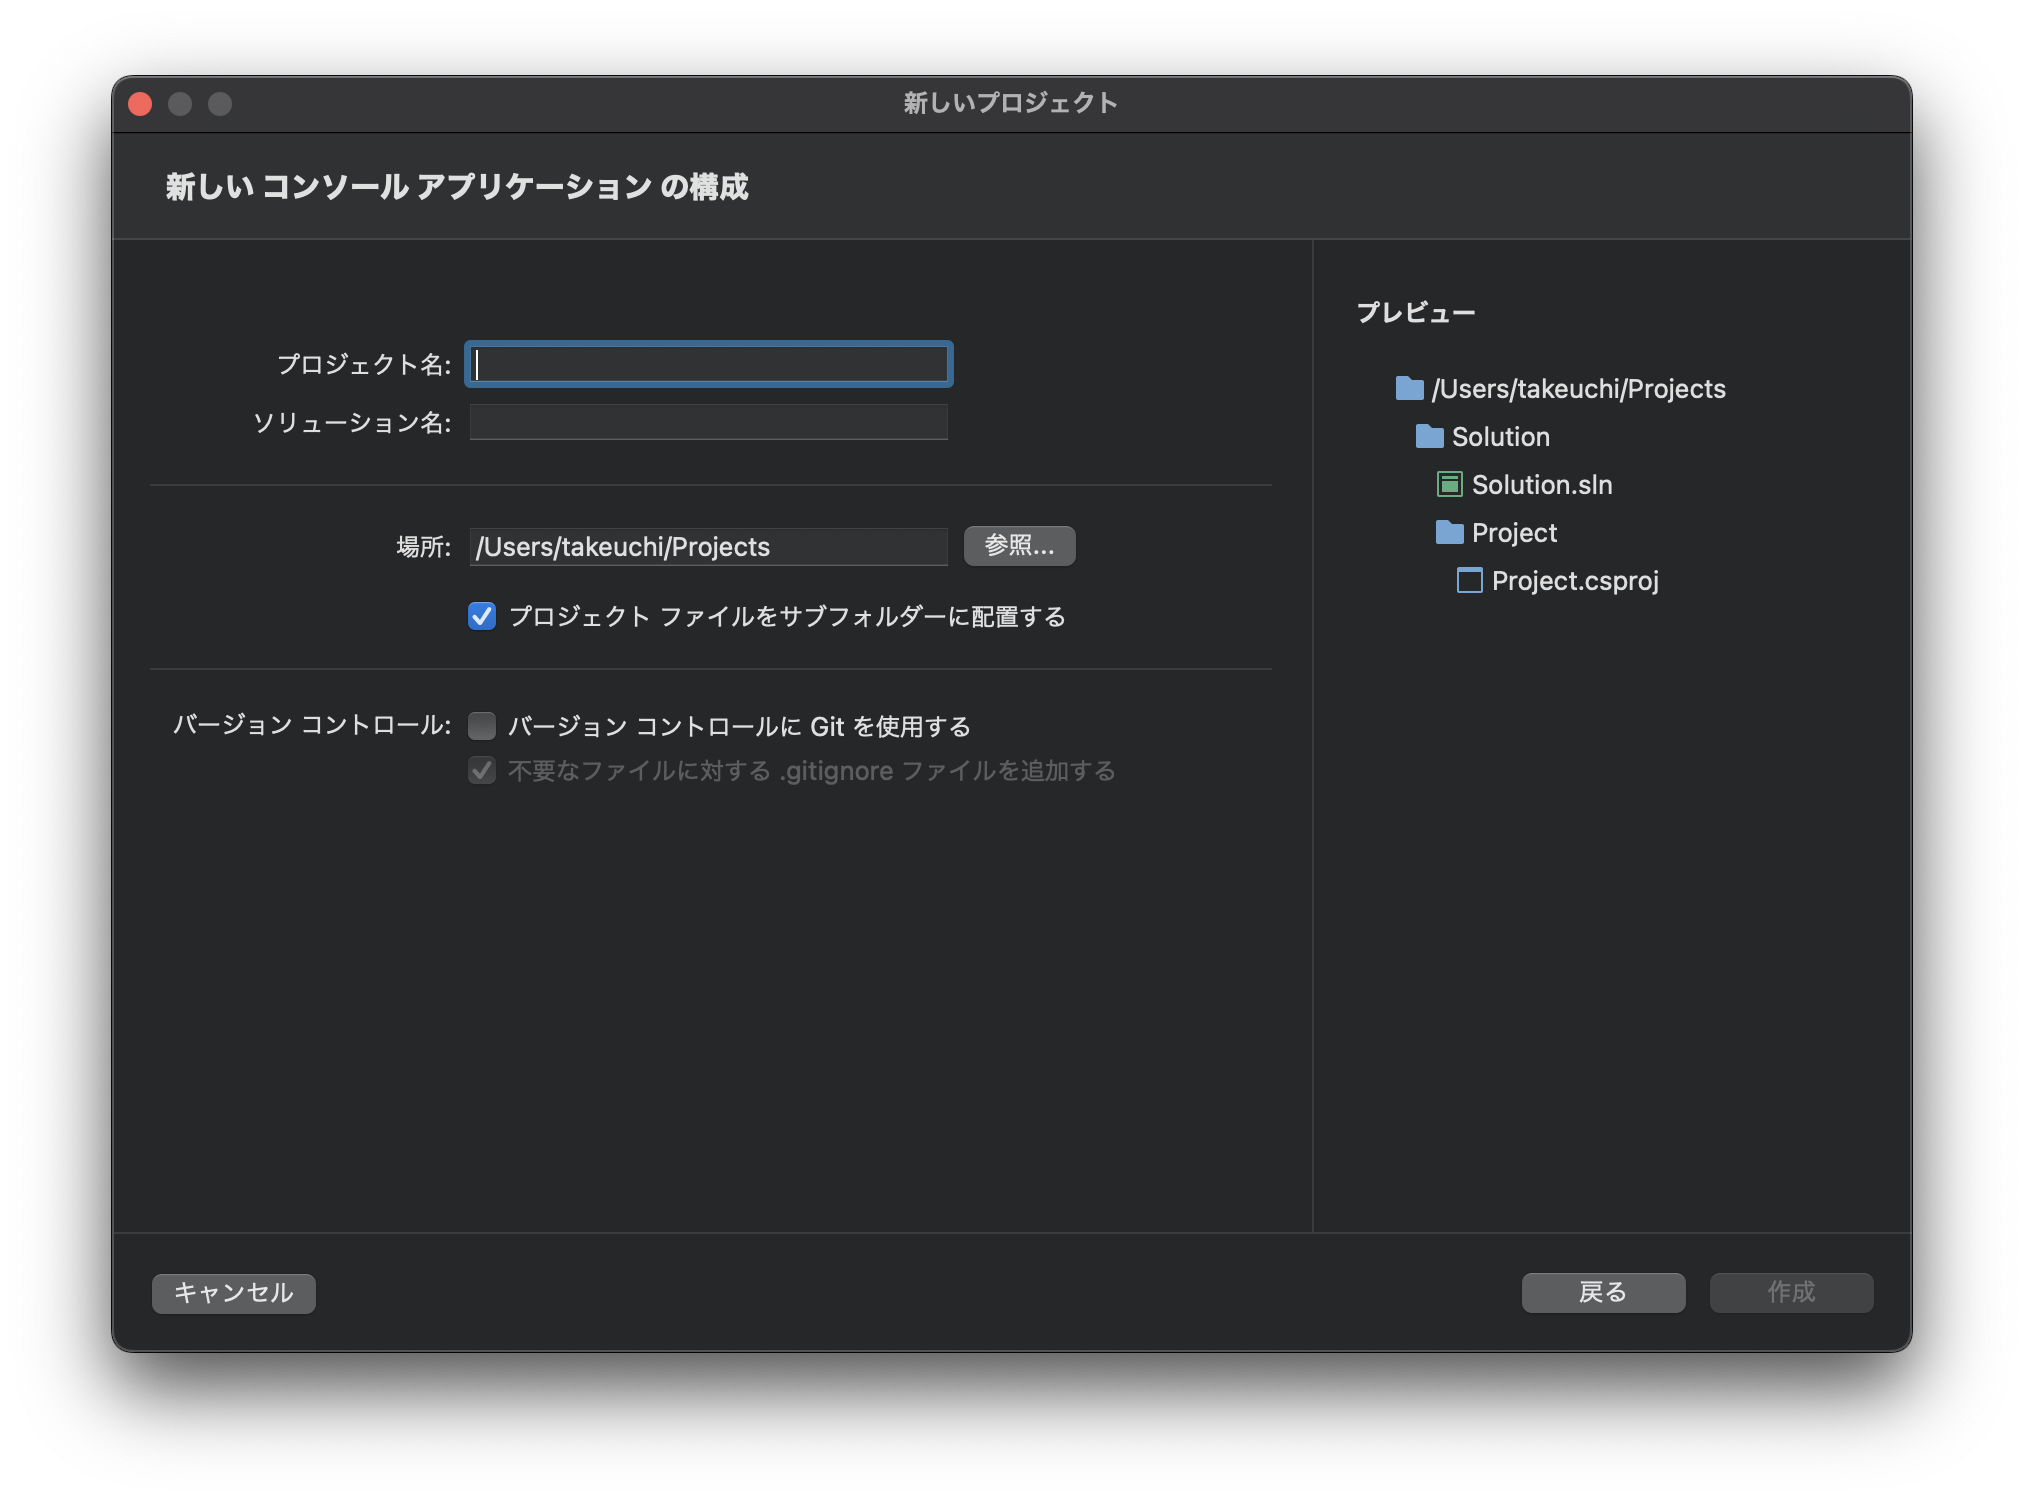 新しいプロジェクト
新しい コンソール アプリケーション の構成
プロジェクト名:
ソリューション名:
場所: /Users/takeuchi/Projects 参照...
プロジェクト ファイルをサブフォルダーに配置する
バージョン コントロール: バージョン コントロールに Git を使用する
不要なファイルに対する .gitignore ファイルを追加する
プレビュー
/Users/takeuchi/Projects
Solution
Solution.sln
Project
Project.csproj
キャンセル 戻る 作成